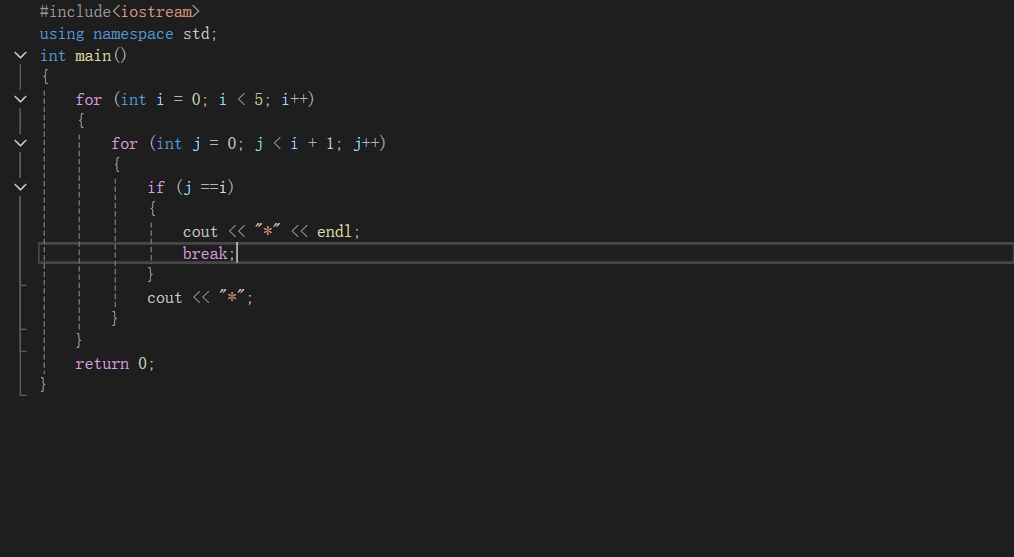 #include<iostream>
using namespace std;
int main()
{
    for (int i = 0; i < 5; i++)
    {
        for (int j = 0; j < i + 1; j++)
        {
            if (j ==i)
            {
                cout << "*" << endl;
                break;
            }
            cout << "*";
        }
    }
    return 0;
}